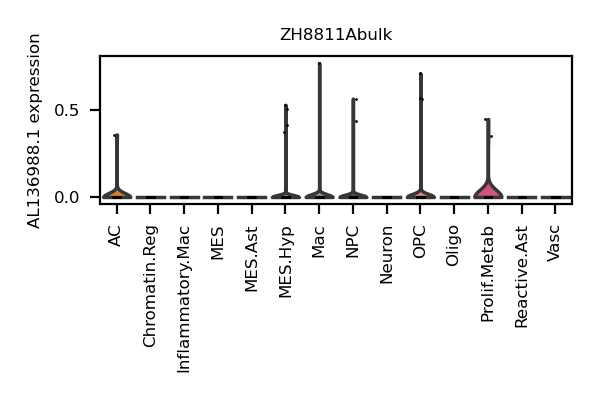 ZH8811Abulk
AL136988.1 expression
0.5
0.0
AC
Chromatin.Reg
Inflammatory.Mac
MES
MES.Ast
MES.Hyp
Mac
NPC
Neuron
OPC
Oligo
Prolif.Metab
Reactive.Ast
Vasc